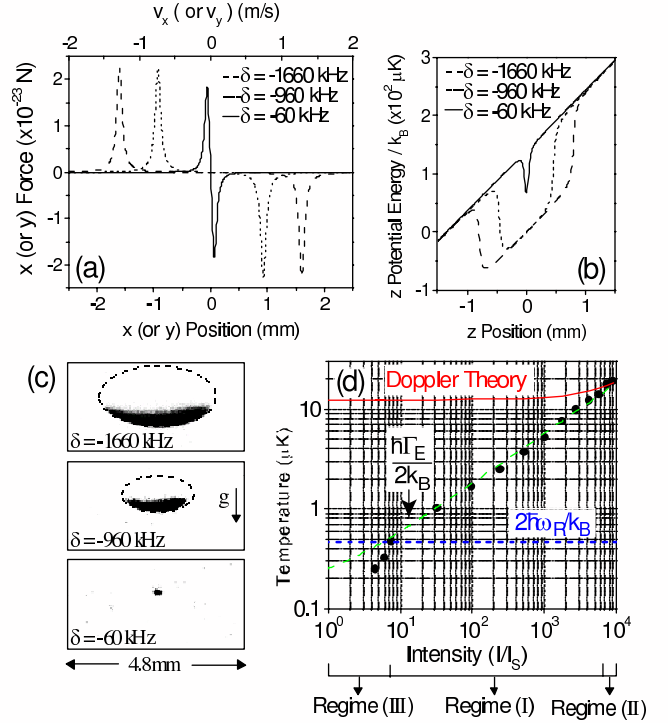 v_x ( or v_y ) (m/s)
-2 -1 0 1 2
δ = -1660 kHz
δ = -960 kHz
δ = -60 kHz
x (or y) Force (x10^-23 N)
2
1
0
-1
-2
(a)
-2 -1 0 1 2
x (or y) Position (mm)
z Potential Energy / k_B (x10^2 μK)
3
2
1
0
-1
δ = -1660 kHz
δ = -960 kHz
δ = -60 kHz
(b)
-1 0 1
z Position (mm)
(c)
δ = -1660 kHz
δ = -960 kHz
g
δ = -60 kHz
4.8mm
(d)
Doppler Theory
ħΓ_E
2k_B
2ħω_R/k_B
Temperature (μK)
10
1
0.1
10^0 10^1 10^2 10^3 10^4
Intensity (I/I_S)
Regime (III) Regime (I) Regime (II)